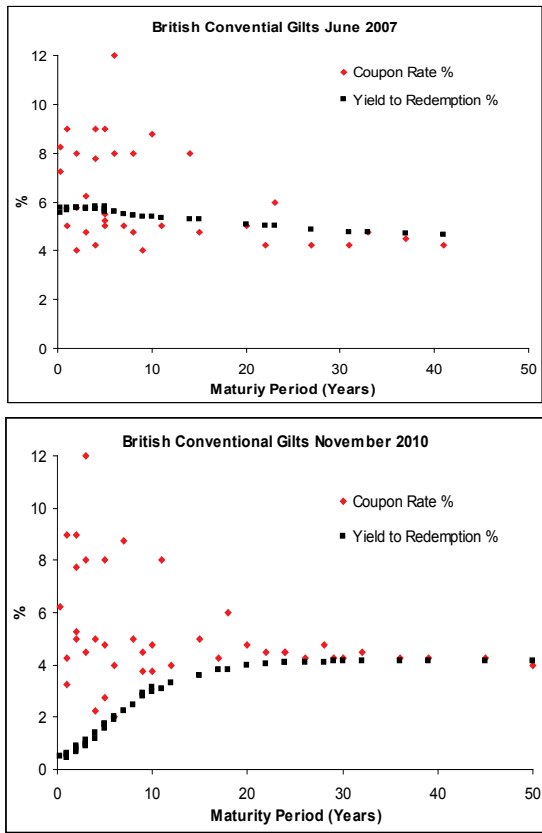 British Convential Gilts June 2007
12
10
8
6
4
2
0
%
Coupon Rate %
Yield to Redemption %
0 10 20 30 40 50
Maturiy Period (Years)
British Conventional Gilts November 2010
12
10
8
6
4
2
0
%
Coupon Rate %
Yield to Redemption %
0 10 20 30 40 50
Maturity Period (Years)